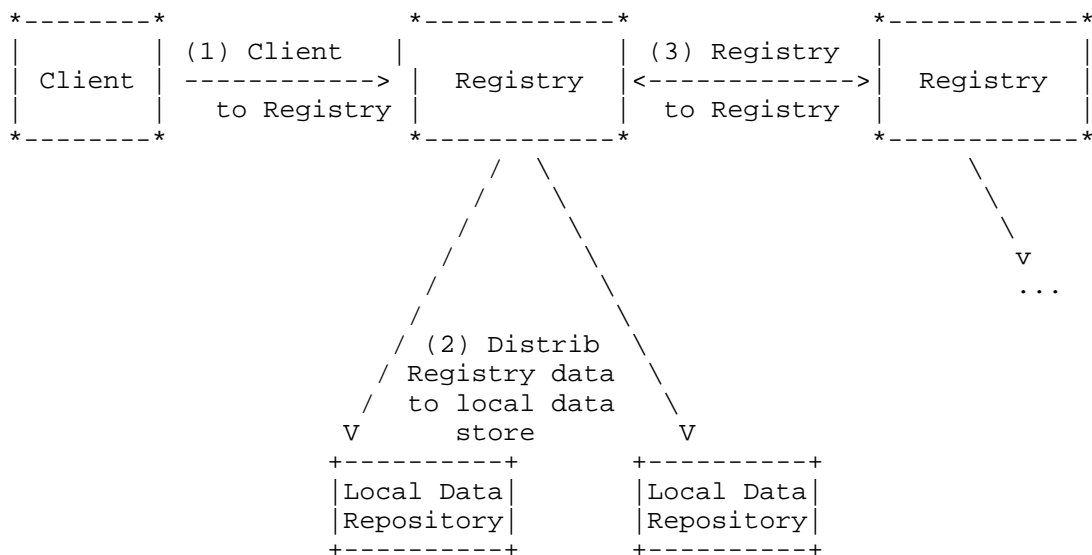 (1) Client (3) Registry
Client Registry Registry
to Registry to Registry
...
(2) Distrib
Registry data
to local data
store
Local Data Local Data
Repository Repository